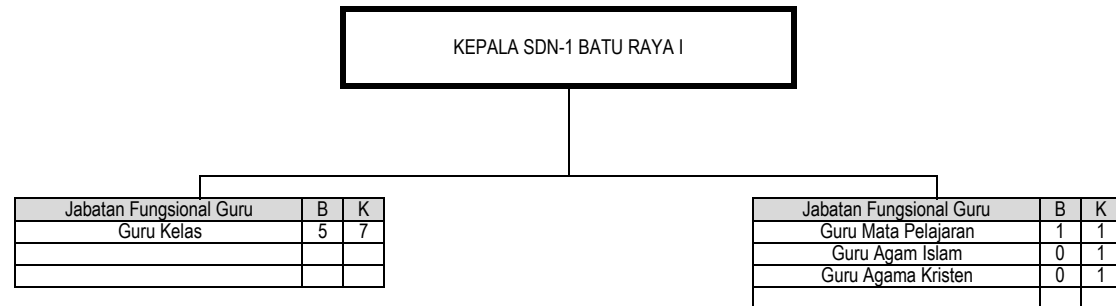 KEPALA SDN-1 BATU RAYA I
Jabatan Fungsional Guru B K
Guru Kelas 5 7
Jabatan Fungsional Guru B K
Guru Mata Pelajaran 1 1
Guru Agam Islam 0 1
Guru Agama Kristen 0 1